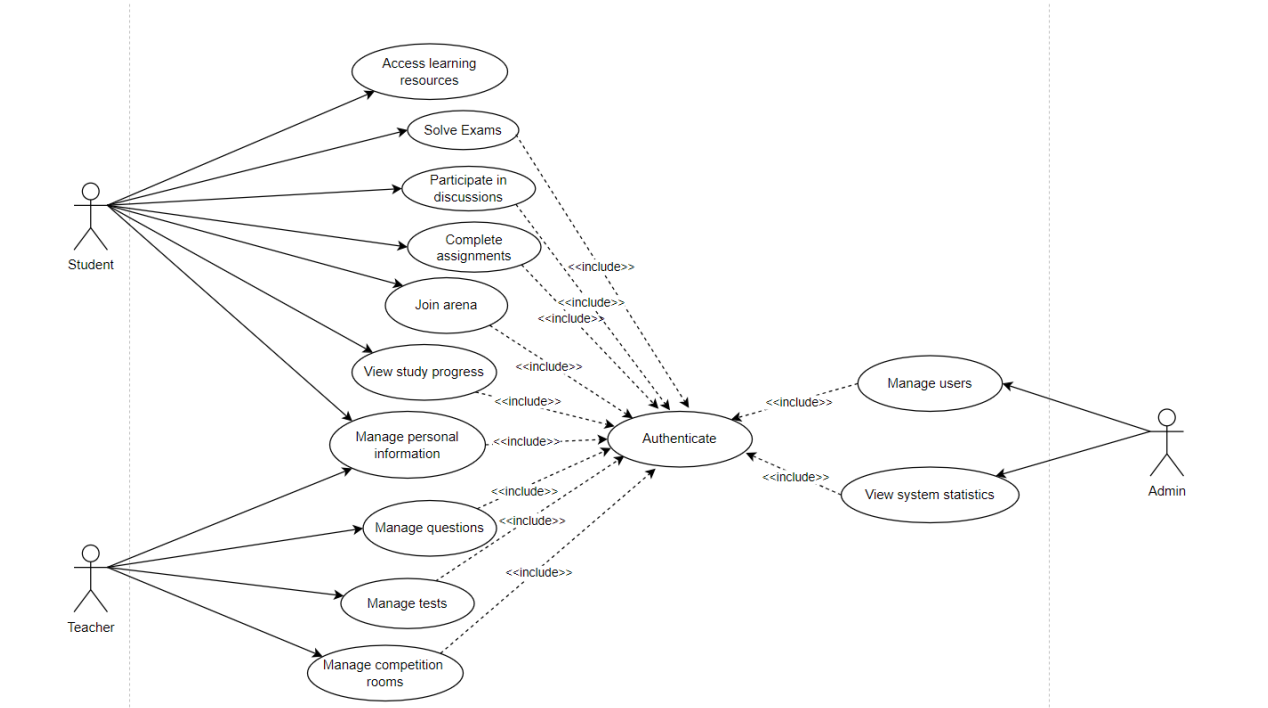 Access learning
resources
Solve Exams
Participate in
discussions
Complete
assignments
Student
<<include>>
<<include>>
Join arena
<<include>>
<<include>>
View study progress
Manage users
<<include>>
<<include>>
Manage personal
information
<<include>>
Authenticate
<<include>>
View system statistics
Admin
<<include>>
Manage questions
<<include>>
<<include>>
Manage tests
Teacher
Manage competition
rooms